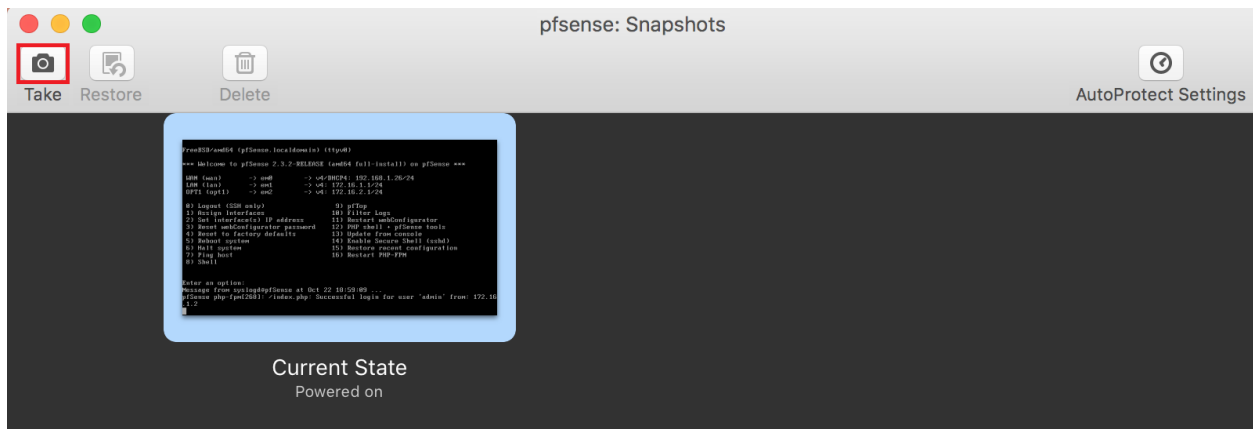 pfsense: Snapshots
Take Restore Delete AutoProtect Settings
FreeBSD/amd64 (pfSense.localdomain) (ttyv0)
*** Welcome to pfSense 2.3.2-RELEASE (amd64 full-install) on pfSense ***
WAN (wan) -> em0 -> v4/DHCP4: 192.168.1.26/24
LAN (lan) -> em1 -> v4: 172.16.1.1/24
OPT1 (opt1) -> em2 -> v4: 172.16.2.1/24
0) Logout (SSH only) 9) pfTop
1) Assign Interfaces 10) Filter Logs
2) Set interface(s) IP address 11) Restart webConfigurator
3) Reset webConfigurator password 12) PHP shell + pfSense tools
4) Reset to factory defaults 13) Update from console
5) Reboot system 14) Enable Secure Shell (sshd)
6) Halt system 15) Restore recent configuration
7) Ping host 16) Restart PHP-FPM
8) Shell
Enter an option:
Message from syslogd@pfSense at Oct 22 18:59:09 ...
pfSense php-fpm[268]: /index.php: Successful login for user 'admin' from: 172.16
.1.2
Current State
Powered on